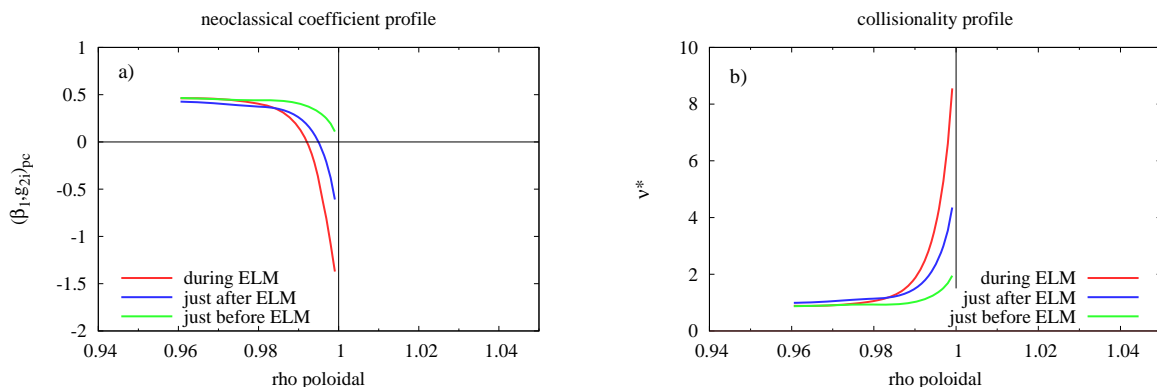 neoclassical coefficient profile
a)
1
0.5
0
-0.5
-1
-1.5
-2
(β1,g2i)pc
during ELM
just after ELM
just before ELM
0.94 0.96 0.98 1 1.02 1.04
rho poloidal
collisionality profile
b)
10
8
6
4
2
0
ν*
during ELM
just after ELM
just before ELM
0.94 0.96 0.98 1 1.02 1.04
rho poloidal